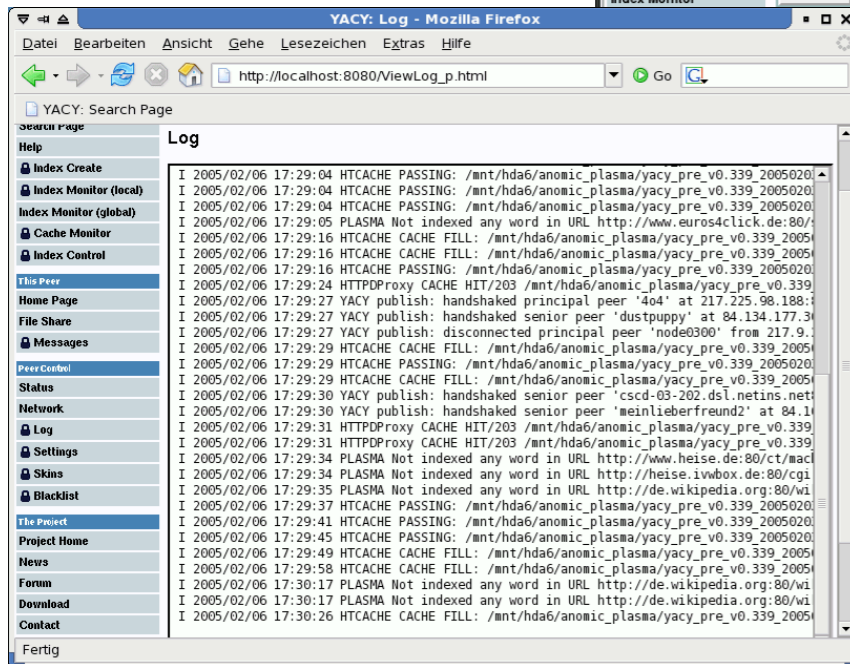 Index Monitor
YACY: Log - Mozilla Firefox
Datei Bearbeiten Ansicht Gehe Lesezeichen Extras Hilfe
http://localhost:8080/ViewLog_p.html Go G
YACY: Search Page
Search Page
Help
Index Create
Index Monitor (local)
Index Monitor (global)
Cache Monitor
Index Control
This Peer
Home Page
File Share
Messages
Peer Control
Status
Network
Log
Settings
Skins
Blacklist
The Project
Project Home
News
Forum
Download
Contact
Log
I 2005/02/06 17:29:04 HTCACHE PASSING: /mnt/hda6/anomic_plasma/yacy_pre_v0.339_2005020
I 2005/02/06 17:29:04 HTCACHE PASSING: /mnt/hda6/anomic_plasma/yacy_pre_v0.339_2005020
I 2005/02/06 17:29:04 HTCACHE PASSING: /mnt/hda6/anomic_plasma/yacy_pre_v0.339_2005020
I 2005/02/06 17:29:05 PLASMA Not indexed any word in URL http://www.euros4click.de:80/
I 2005/02/06 17:29:16 HTCACHE CACHE FILL: /mnt/hda6/anomic_plasma/yacy_pre_v0.339_2005
I 2005/02/06 17:29:16 HTCACHE CACHE FILL: /mnt/hda6/anomic_plasma/yacy_pre_v0.339_2005
I 2005/02/06 17:29:16 HTCACHE PASSING: /mnt/hda6/anomic_plasma/yacy_pre_v0.339_2005020
I 2005/02/06 17:29:24 HTTPDProxy CACHE HIT/203 /mnt/hda6/anomic_plasma/yacy_pre_v0.339
I 2005/02/06 17:29:27 YACY publish: handshaked principal peer '4o4' at 217.225.98.188:
I 2005/02/06 17:29:27 YACY publish: handshaked senior peer 'dustpuppy' at 84.134.177.3
I 2005/02/06 17:29:27 YACY publish: disconnected principal peer 'node0300' from 217.9.
I 2005/02/06 17:29:29 HTCACHE CACHE FILL: /mnt/hda6/anomic_plasma/yacy_pre_v0.339_2005
I 2005/02/06 17:29:29 HTCACHE PASSING: /mnt/hda6/anomic_plasma/yacy_pre_v0.339_2005020
I 2005/02/06 17:29:29 HTCACHE CACHE FILL: /mnt/hda6/anomic_plasma/yacy_pre_v0.339_2005
I 2005/02/06 17:29:30 YACY publish: handshaked senior peer 'cscd-03-202.dsl.netins.net
I 2005/02/06 17:29:30 YACY publish: handshaked senior peer 'meinlieberfreund2' at 84.1
I 2005/02/06 17:29:31 HTTPDProxy CACHE HIT/203 /mnt/hda6/anomic_plasma/yacy_pre_v0.339
I 2005/02/06 17:29:31 HTTPDProxy CACHE HIT/203 /mnt/hda6/anomic_plasma/yacy_pre_v0.339
I 2005/02/06 17:29:34 PLASMA Not indexed any word in URL http://www.heise.de:80/ct/mac
I 2005/02/06 17:29:34 PLASMA Not indexed any word in URL http://heise.ivwbox.de:80/cgi
I 2005/02/06 17:29:35 PLASMA Not indexed any word in URL http://de.wikipedia.org:80/wi
I 2005/02/06 17:29:37 HTCACHE PASSING: /mnt/hda6/anomic_plasma/yacy_pre_v0.339_2005020
I 2005/02/06 17:29:41 HTCACHE PASSING: /mnt/hda6/anomic_plasma/yacy_pre_v0.339_2005020
I 2005/02/06 17:29:45 HTCACHE PASSING: /mnt/hda6/anomic_plasma/yacy_pre_v0.339_2005020
I 2005/02/06 17:29:49 HTCACHE CACHE FILL: /mnt/hda6/anomic_plasma/yacy_pre_v0.339_2005
I 2005/02/06 17:29:58 HTCACHE CACHE FILL: /mnt/hda6/anomic_plasma/yacy_pre_v0.339_2005
I 2005/02/06 17:30:17 PLASMA Not indexed any word in URL http://de.wikipedia.org:80/wi
I 2005/02/06 17:30:17 PLASMA Not indexed any word in URL http://de.wikipedia.org:80/wi
I 2005/02/06 17:30:26 HTCACHE CACHE FILL: /mnt/hda6/anomic_plasma/yacy_pre_v0.339_2005
Fertig